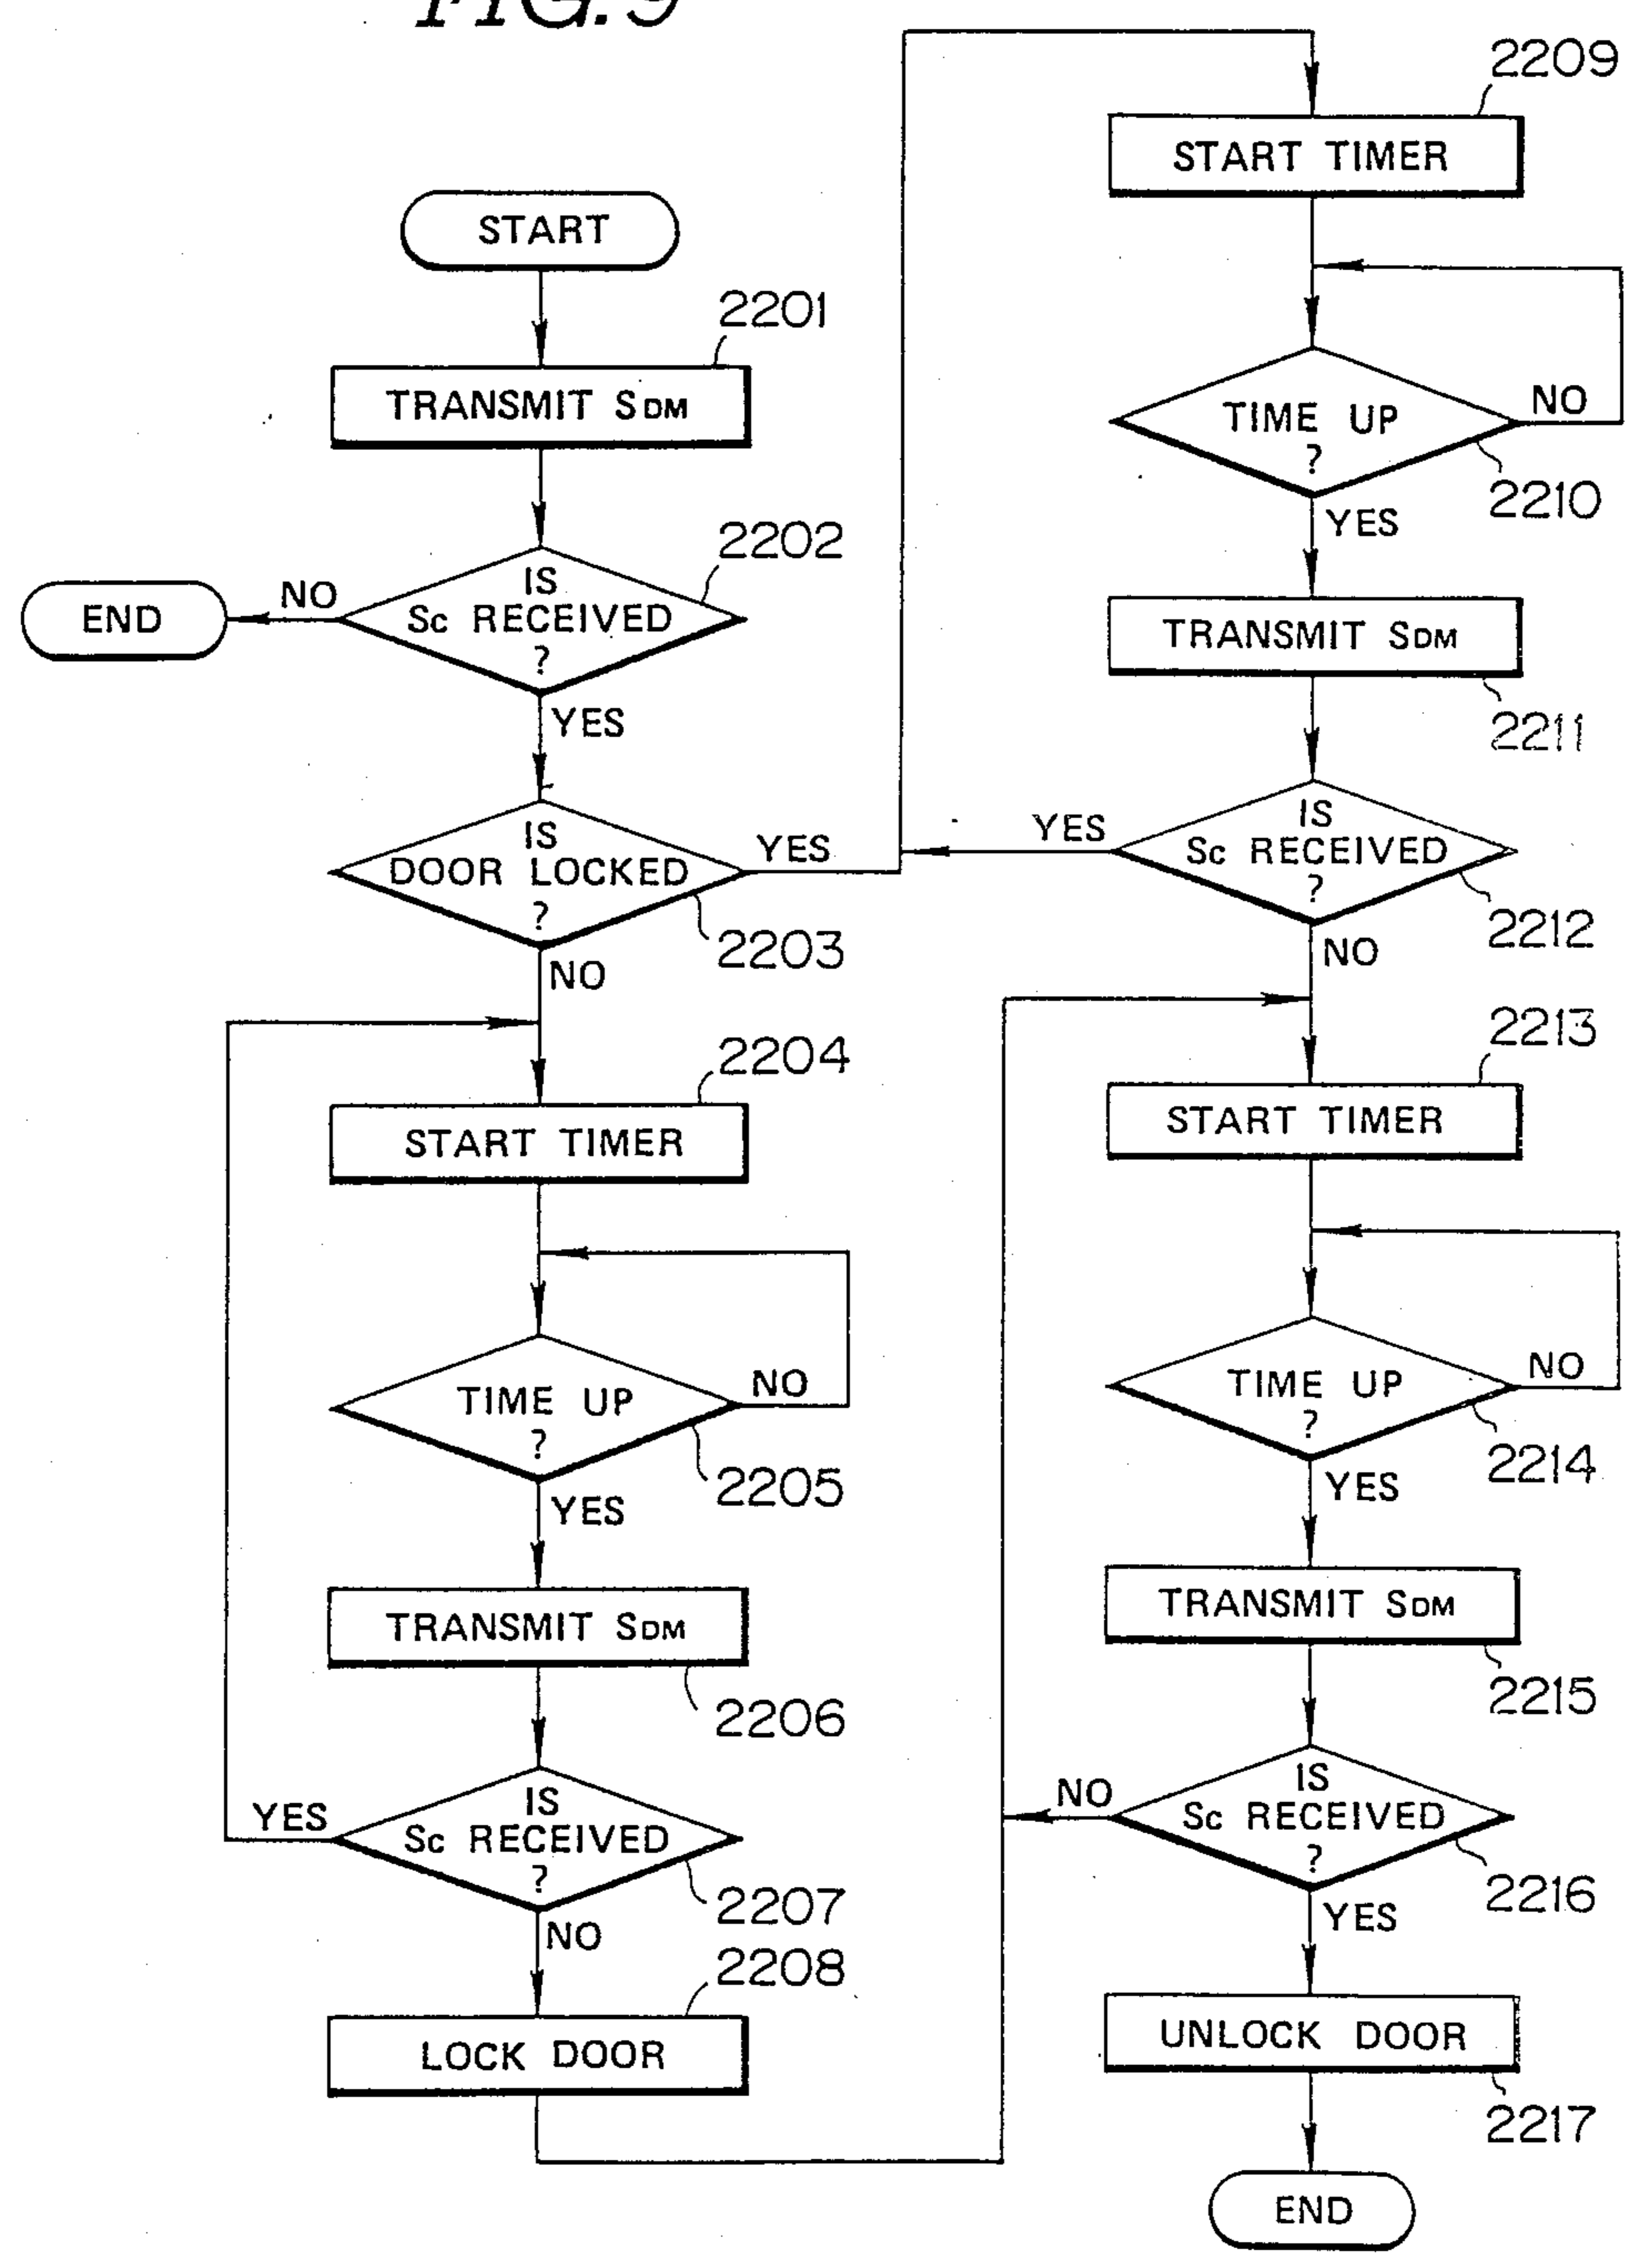 FIG. 9
START
2201
TRANSMIT SDM
2202
IS
Sc RECEIVED
?
NO
END
YES
IS
DOOR LOCKED
?
YES
2203
NO
2204
START TIMER
TIME UP
?
NO
2205
YES
TRANSMIT SDM
2206
IS
Sc RECEIVED
?
YES
2207
NO
2208
LOCK DOOR
2209
START TIMER
TIME UP
?
NO
2210
YES
TRANSMIT SDM
2211
IS
Sc RECEIVED
?
YES
2212
NO
2213
START TIMER
TIME UP
?
NO
2214
YES
TRANSMIT SDM
2215
IS
Sc RECEIVED
?
NO
2216
YES
UNLOCK DOOR
2217
END